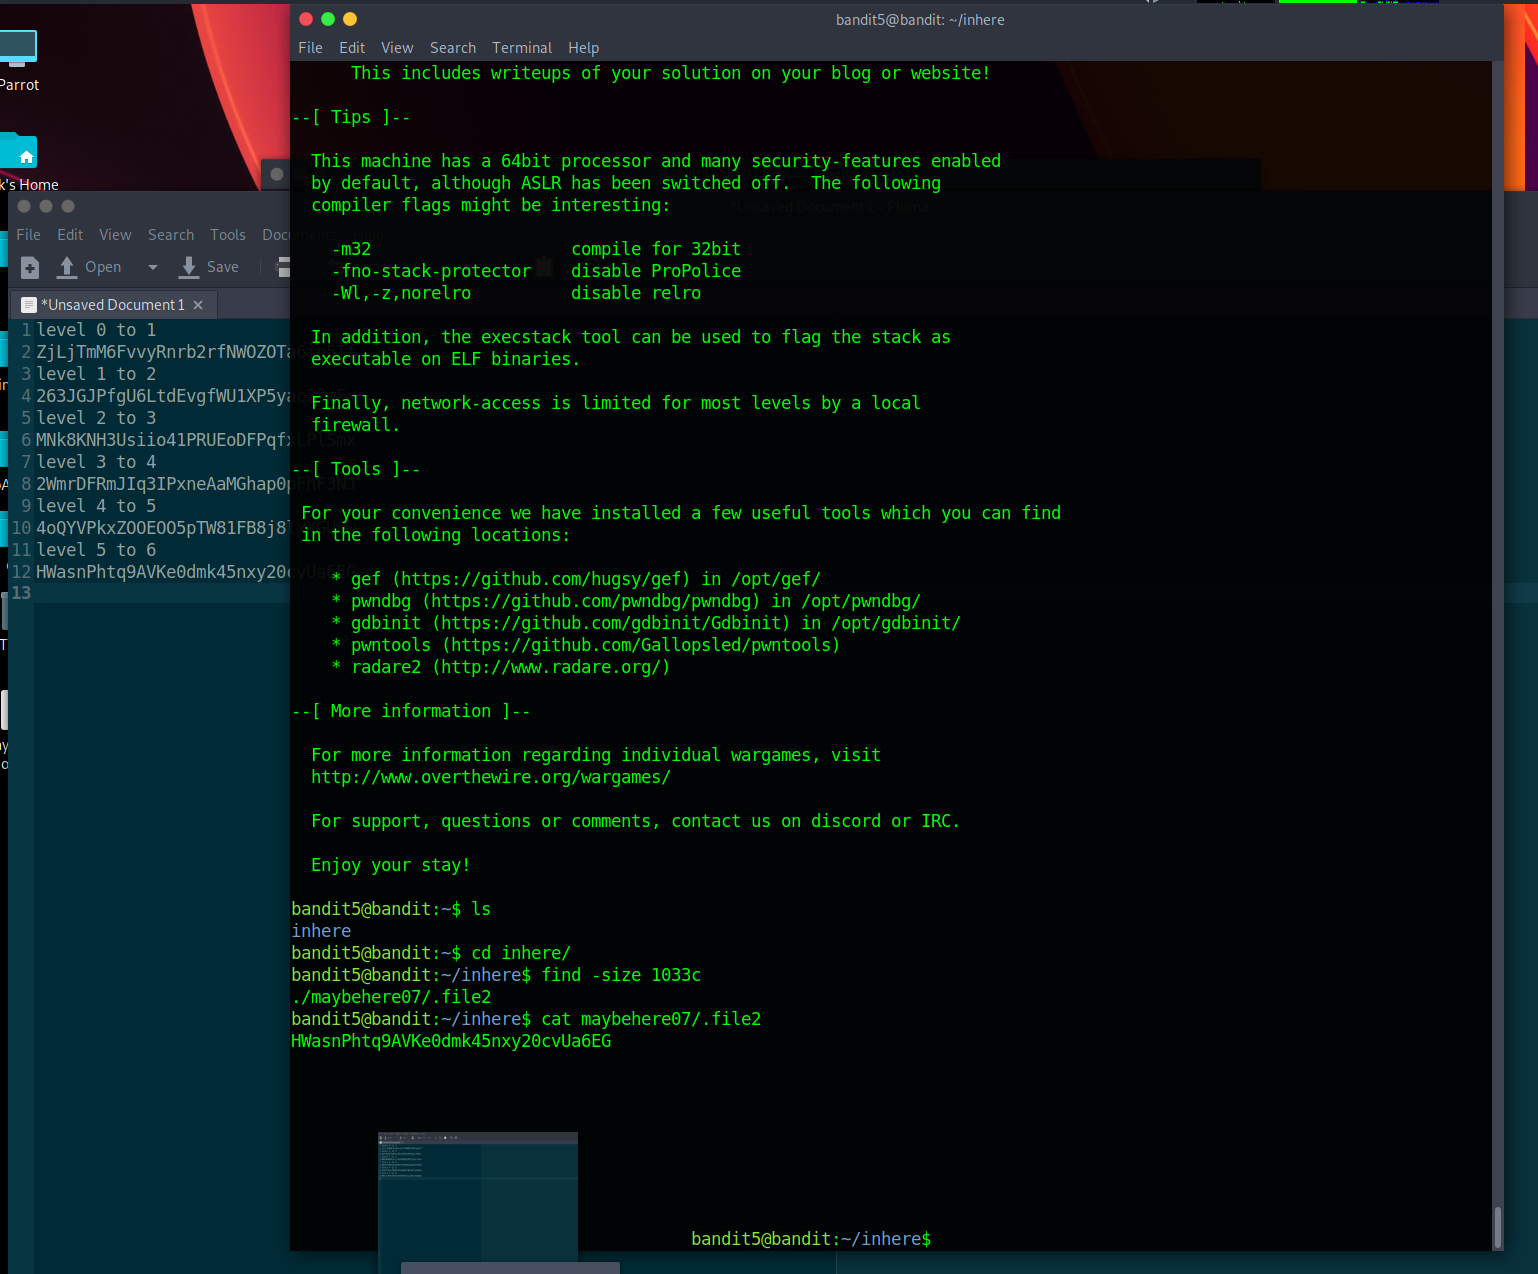 bandit5@bandit: ~/inhere
File Edit View Search Terminal Help
This includes writeups of your solution on your blog or website!
--[ Tips ]--
This machine has a 64bit processor and many security-features enabled
by default, although ASLR has been switched off.  The following
compiler flags might be interesting:
-m32 compile for 32bit
-fno-stack-protector disable ProPolice
-Wl,-z,norelro disable relro
In addition, the execstack tool can be used to flag the stack as
executable on ELF binaries.
Finally, network-access is limited for most levels by a local
firewall.
--[ Tools ]--
For your convenience we have installed a few useful tools which you can find
in the following locations:
* gef (https://github.com/hugsy/gef) in /opt/gef/
* pwndbg (https://github.com/pwndbg/pwndbg) in /opt/pwndbg/
* gdbinit (https://github.com/gdbinit/Gdbinit) in /opt/gdbinit/
* pwntools (https://github.com/Gallopsled/pwntools)
* radare2 (http://www.radare.org/)
--[ More information ]--
For more information regarding individual wargames, visit
http://www.overthewire.org/wargames/
For support, questions or comments, contact us on discord or IRC.
Enjoy your stay!
bandit5@bandit:~$ ls
inhere
bandit5@bandit:~$ cd inhere/
bandit5@bandit:~/inhere$ find -size 1033c
./maybehere07/.file2
bandit5@bandit:~/inhere$ cat maybehere07/.file2
HWasnPhtq9AVKe0dmk45nxy20cvUa6EG
bandit5@bandit:~/inhere$
Parrot
k's Home
File Edit View Search Tools Documents Help
Open Save
*Unsaved Document 1
1 level 0 to 1
2 ZjLjTmM6FvvyRnrb2rfNWOZOTa
3 level 1 to 2
4 263JGJPfgU6LtdEvgfWU1XP5yac
5 level 2 to 3
6 MNk8KNH3Usiio41PRUEoDFPqfxLPlSmx
7 level 3 to 4
8 2WmrDFRmJIq3IPxneAaMGhap0pFhF3NJ
9 level 4 to 5
10 4oQYVPkxZOOEOO5pTW81FB8j8l
11 level 5 to 6
12 HWasnPhtq9AVKe0dmk45nxy20cvUa6EG
13